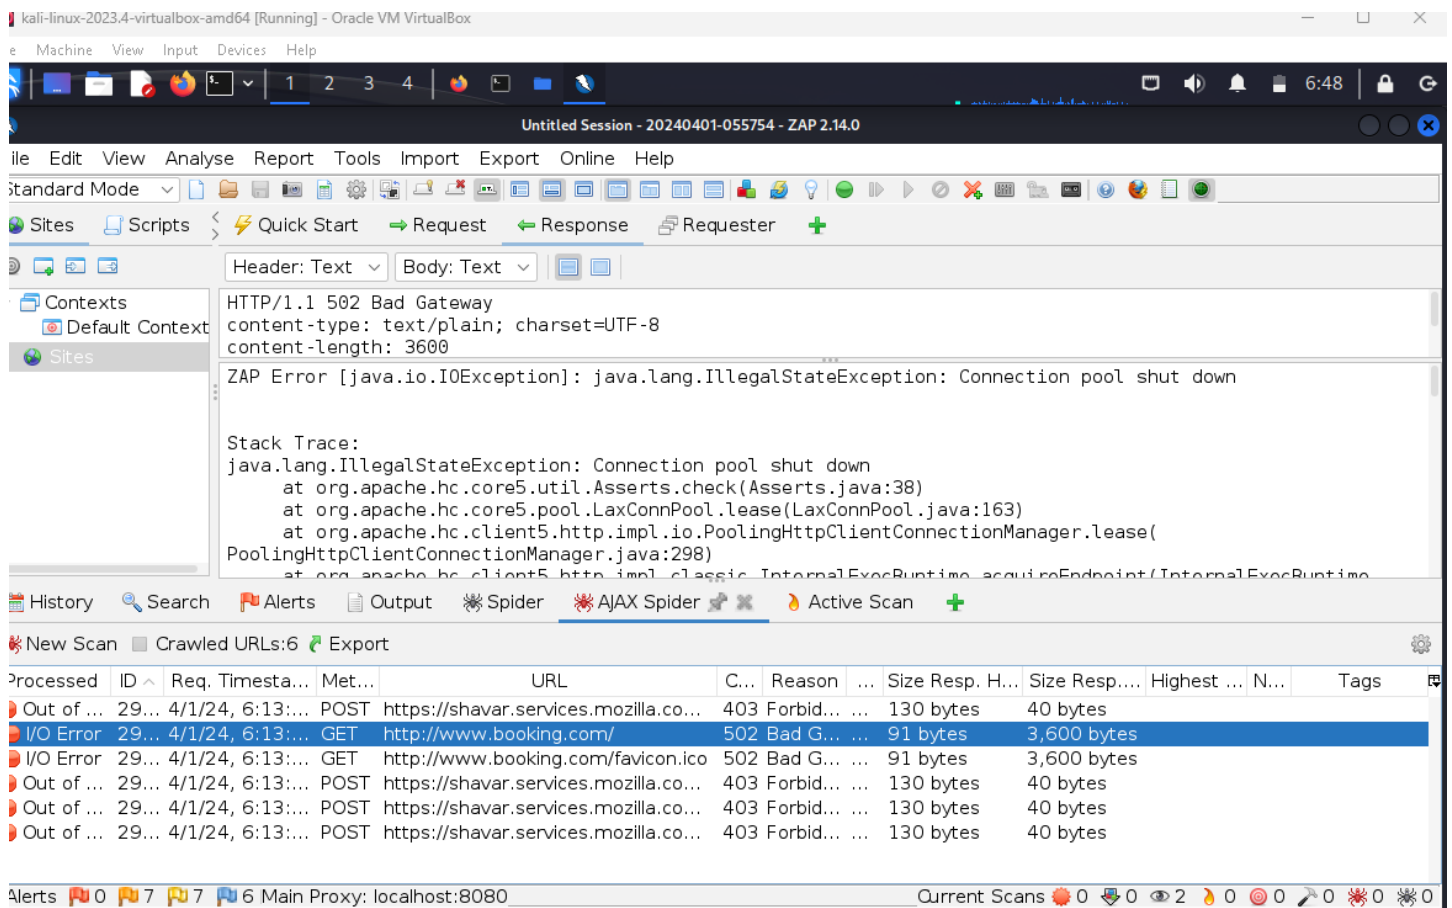 kali-linux-2023.4-virtualbox-amd64 [Running] - Oracle VM VirtualBox
e Machine View Input Devices Help
1 2 3 4 6:48
Untitled Session - 20240401-055754 - ZAP 2.14.0
ile Edit View Analyse Report Tools Import Export Online Help
Standard Mode
Sites Scripts Quick Start Request Response Requester
Header: Text Body: Text
Contexts
Default Context
Sites
HTTP/1.1 502 Bad Gateway
content-type: text/plain; charset=UTF-8
content-length: 3600
ZAP Error [java.io.IOException]: java.lang.IllegalStateException: Connection pool shut down
Stack Trace:
java.lang.IllegalStateException: Connection pool shut down
at org.apache.hc.core5.util.Asserts.check(Asserts.java:38)
at org.apache.hc.core5.pool.LaxConnPool.lease(LaxConnPool.java:163)
at org.apache.hc.client5.http.impl.io.PoolingHttpClientConnectionManager.lease(
PoolingHttpClientConnectionManager.java:298)
at org.apache.hc.client5.http.impl.classic.InternalExecRuntime.acquireEndpoint(InternalExecRuntime
History Search Alerts Output Spider AJAX Spider Active Scan
New Scan Crawled URLs:6 Export
Processed ID Req. Timesta... Met... URL C... Reason ... Size Resp. H... Size Resp.... Highest ... N... Tags
Out of ... 29... 4/1/24, 6:13:... POST https://shavar.services.mozilla.co... 403 Forbid... ... 130 bytes 40 bytes
I/O Error 29... 4/1/24, 6:13:... GET http://www.booking.com/ 502 Bad G... ... 91 bytes 3,600 bytes
I/O Error 29... 4/1/24, 6:13:... GET http://www.booking.com/favicon.ico 502 Bad G... ... 91 bytes 3,600 bytes
Out of ... 29... 4/1/24, 6:13:... POST https://shavar.services.mozilla.co... 403 Forbid... ... 130 bytes 40 bytes
Out of ... 29... 4/1/24, 6:13:... POST https://shavar.services.mozilla.co... 403 Forbid... ... 130 bytes 40 bytes
Out of ... 29... 4/1/24, 6:13:... POST https://shavar.services.mozilla.co... 403 Forbid... ... 130 bytes 40 bytes
Alerts 0 7 7 6 Main Proxy: localhost:8080 Current Scans 0 0 2 0 0 0 0 0